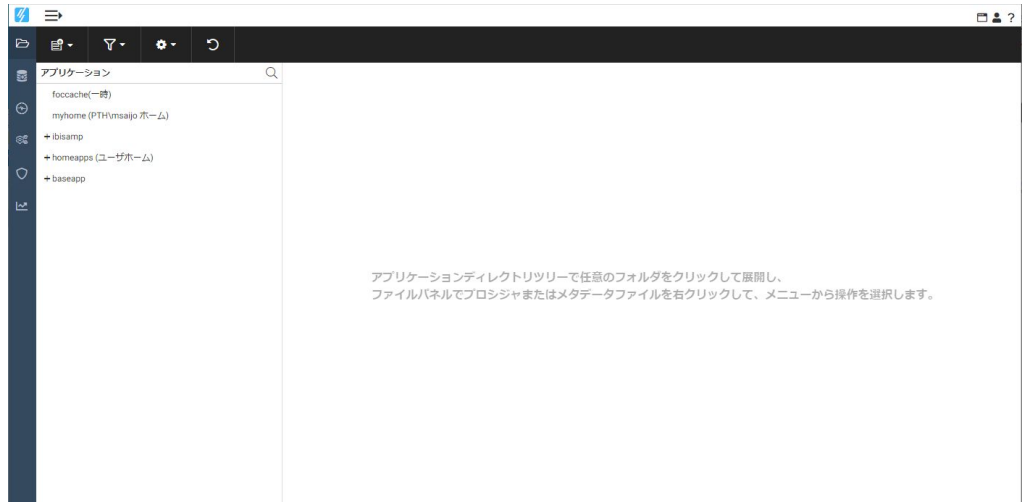 ?
アプリケーション
foccache(一時)
myhome (PTH\msaijo ホーム)
+ ibisamp
+ homeapps (ユーザホーム)
+ baseapp
アプリケーションディレクトリツリーで任意のフォルダをクリックして展開し、
ファイルパネルでプロシジャまたはメタデータファイルを右クリックして、メニューから操作を選択します。